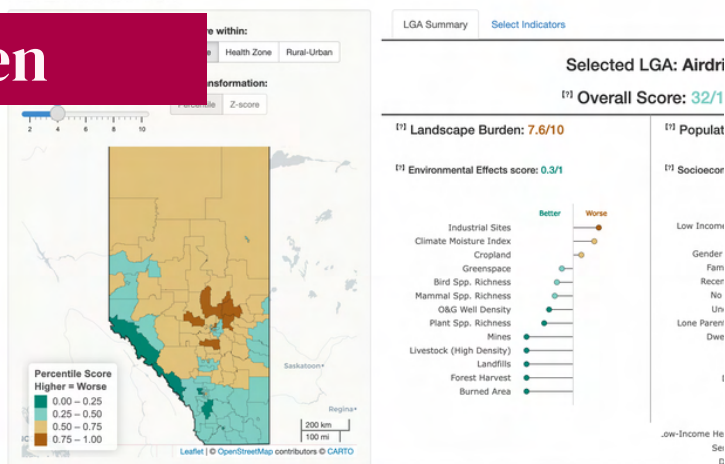 en
e within:
Health Zone
Rural-Urban
nsformation:
Percentile
Z-score
2 4 6 8 10
Saskatoon
Regina
Percentile Score
Higher = Worse
0.00 – 0.25
0.25 – 0.50
0.50 – 0.75
0.75 – 1.00
200 km
100 mi
Leaflet | © OpenStreetMap contributors © CARTO
LGA Summary
Select Indicators
Selected LGA: Airdri
[?] Overall Score: 32/1
[?] Landscape Burden: 7.6/10
[?] Environmental Effects score: 0.3/1
Better
Worse
Industrial Sites
Climate Moisture Index
Cropland
Greenspace
Bird Spp. Richness
Mammal Spp. Richness
O&G Well Density
Plant Spp. Richness
Mines
Livestock (High Density)
Landfills
Forest Harvest
Burned Area
[?] Populat
[?] Socioecon
Low Income
Gender
Fam
Recen
No
Un
Lone Parent
Dwe
ow-Income He
Se